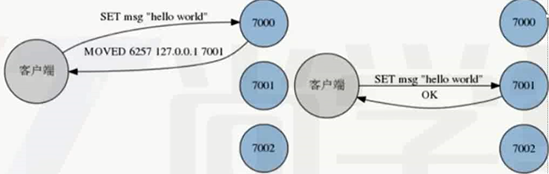 SET msg "hello world"
7000
MOVED 6257 127.0.0.1 7001
客户端
7001
7002
7000
SET msg "hello world"
客户端
7001
OK
7002